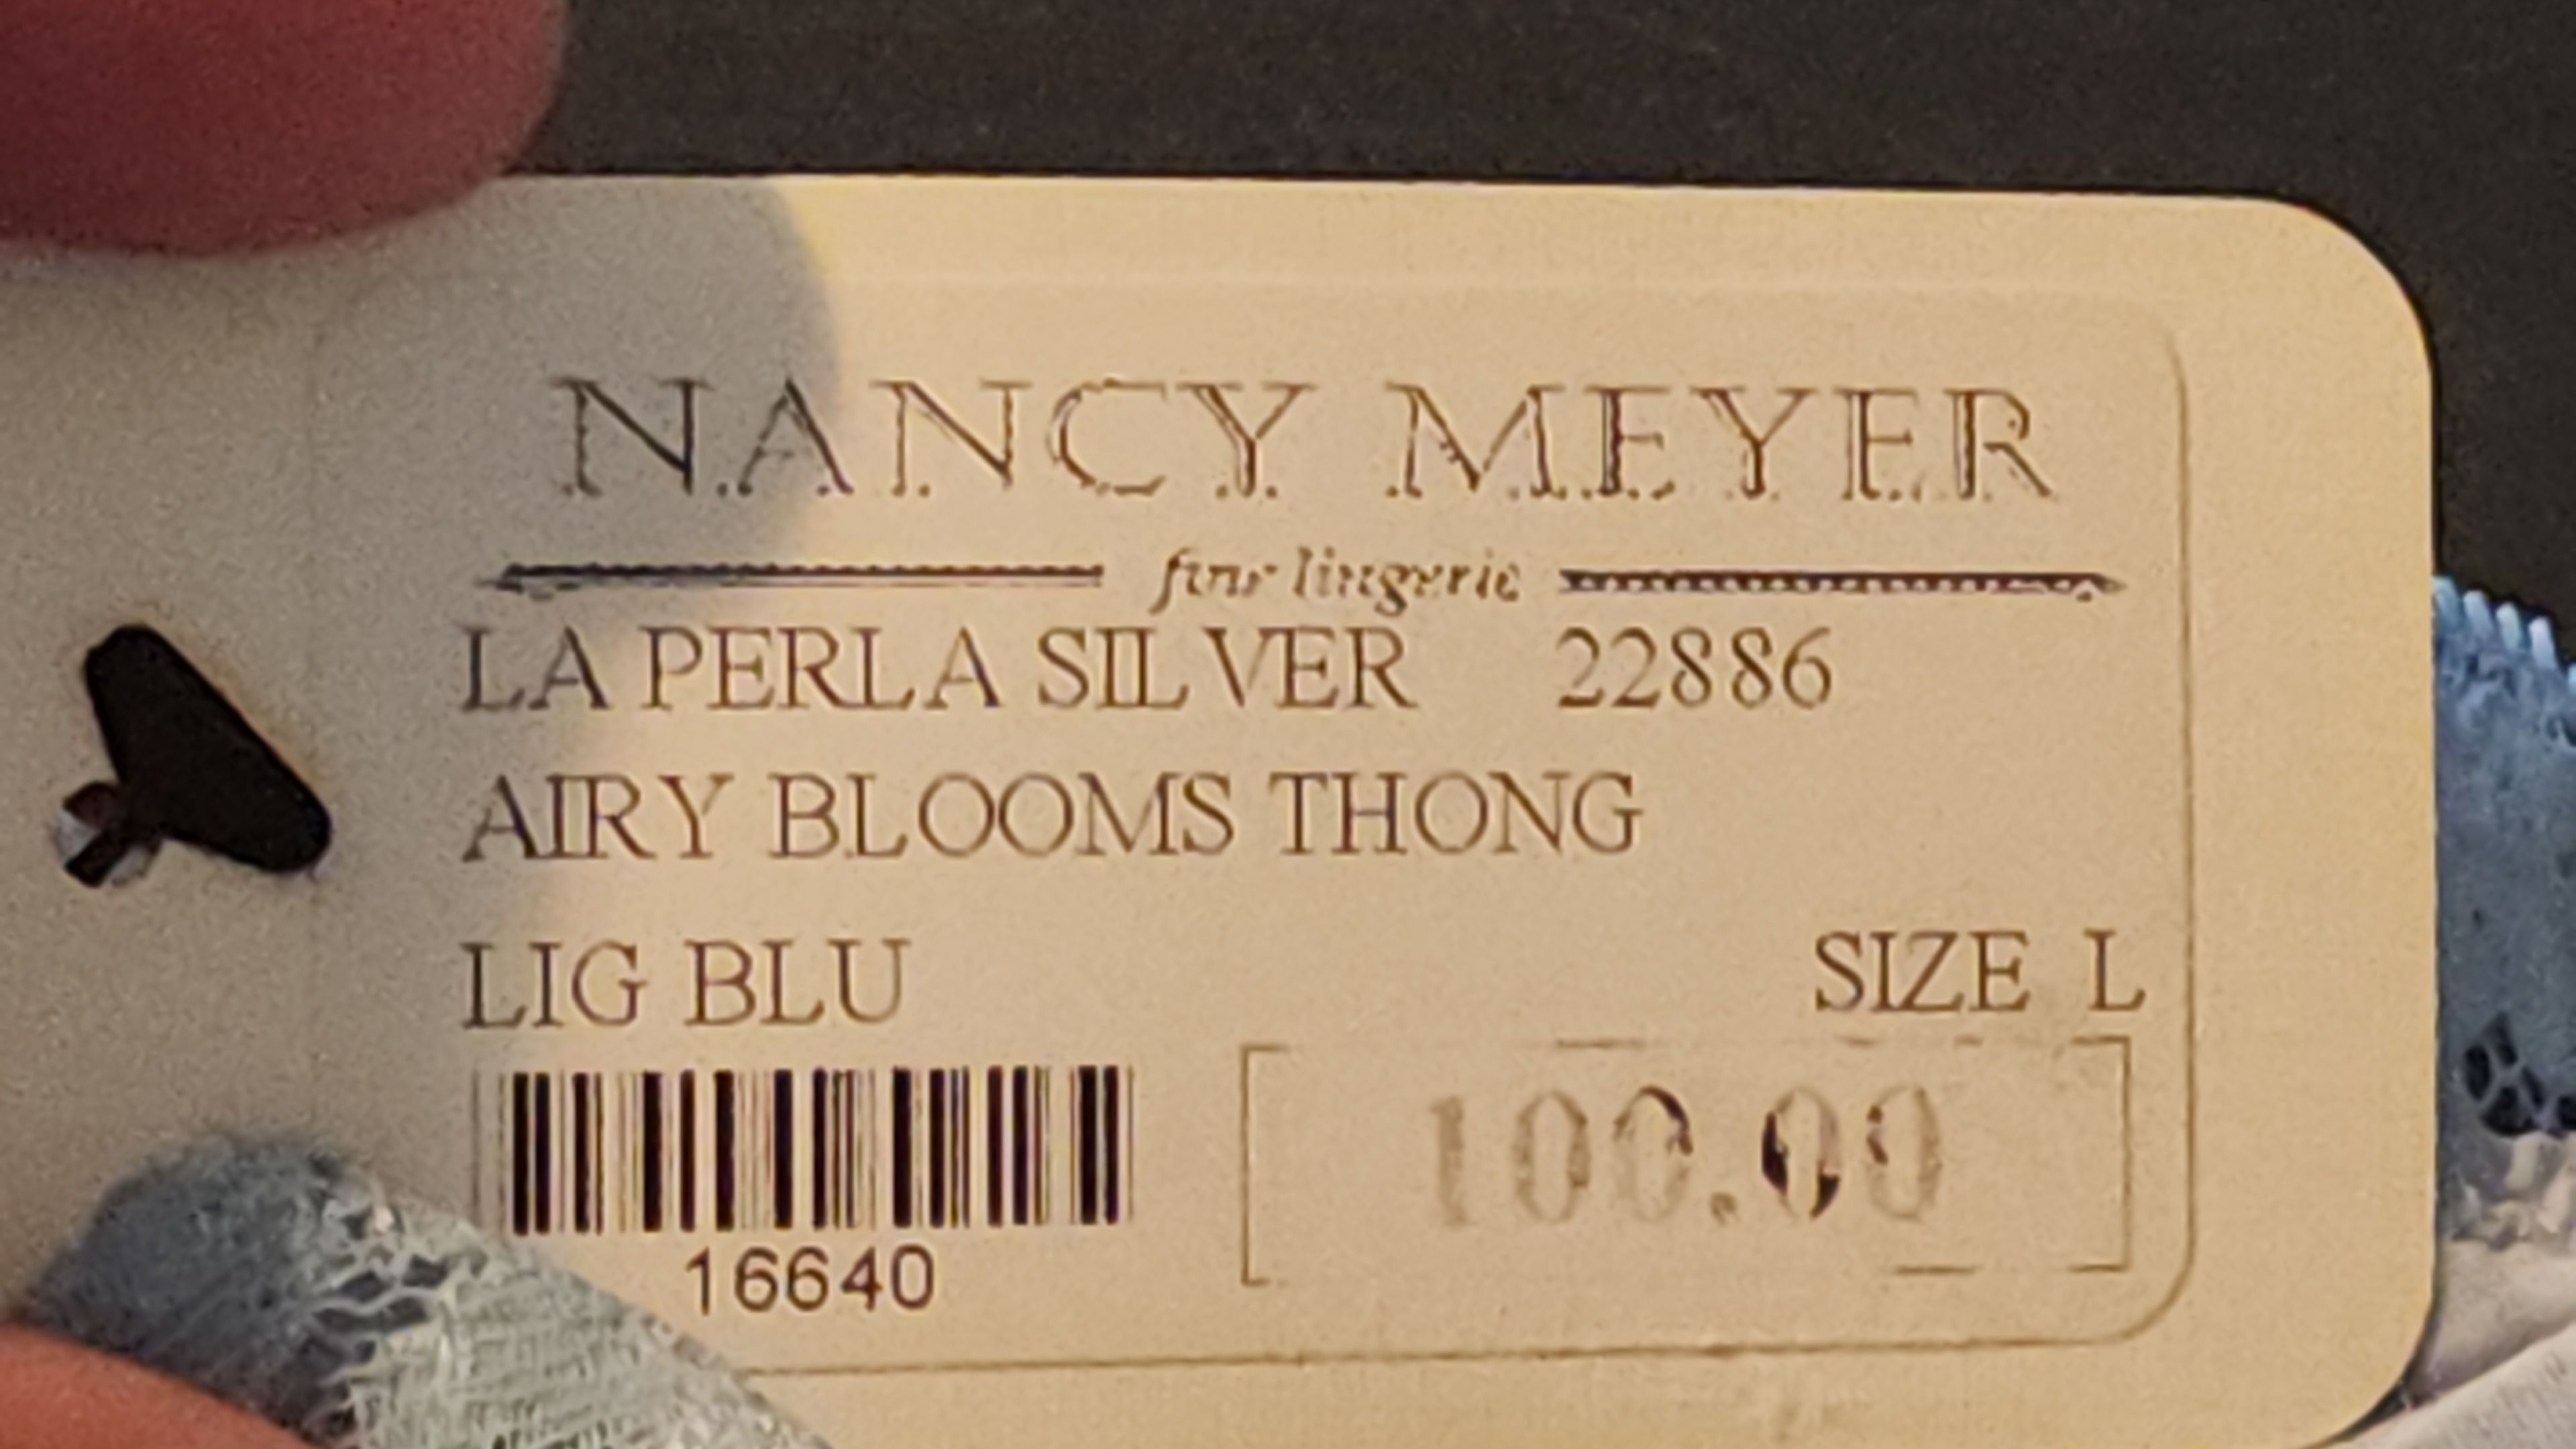 NANCY MEYER
fine lingerie
LA PERLA SILVER 22886
AIRY BLOOMS THONG
LIG BLU SIZE L
100.00
16640